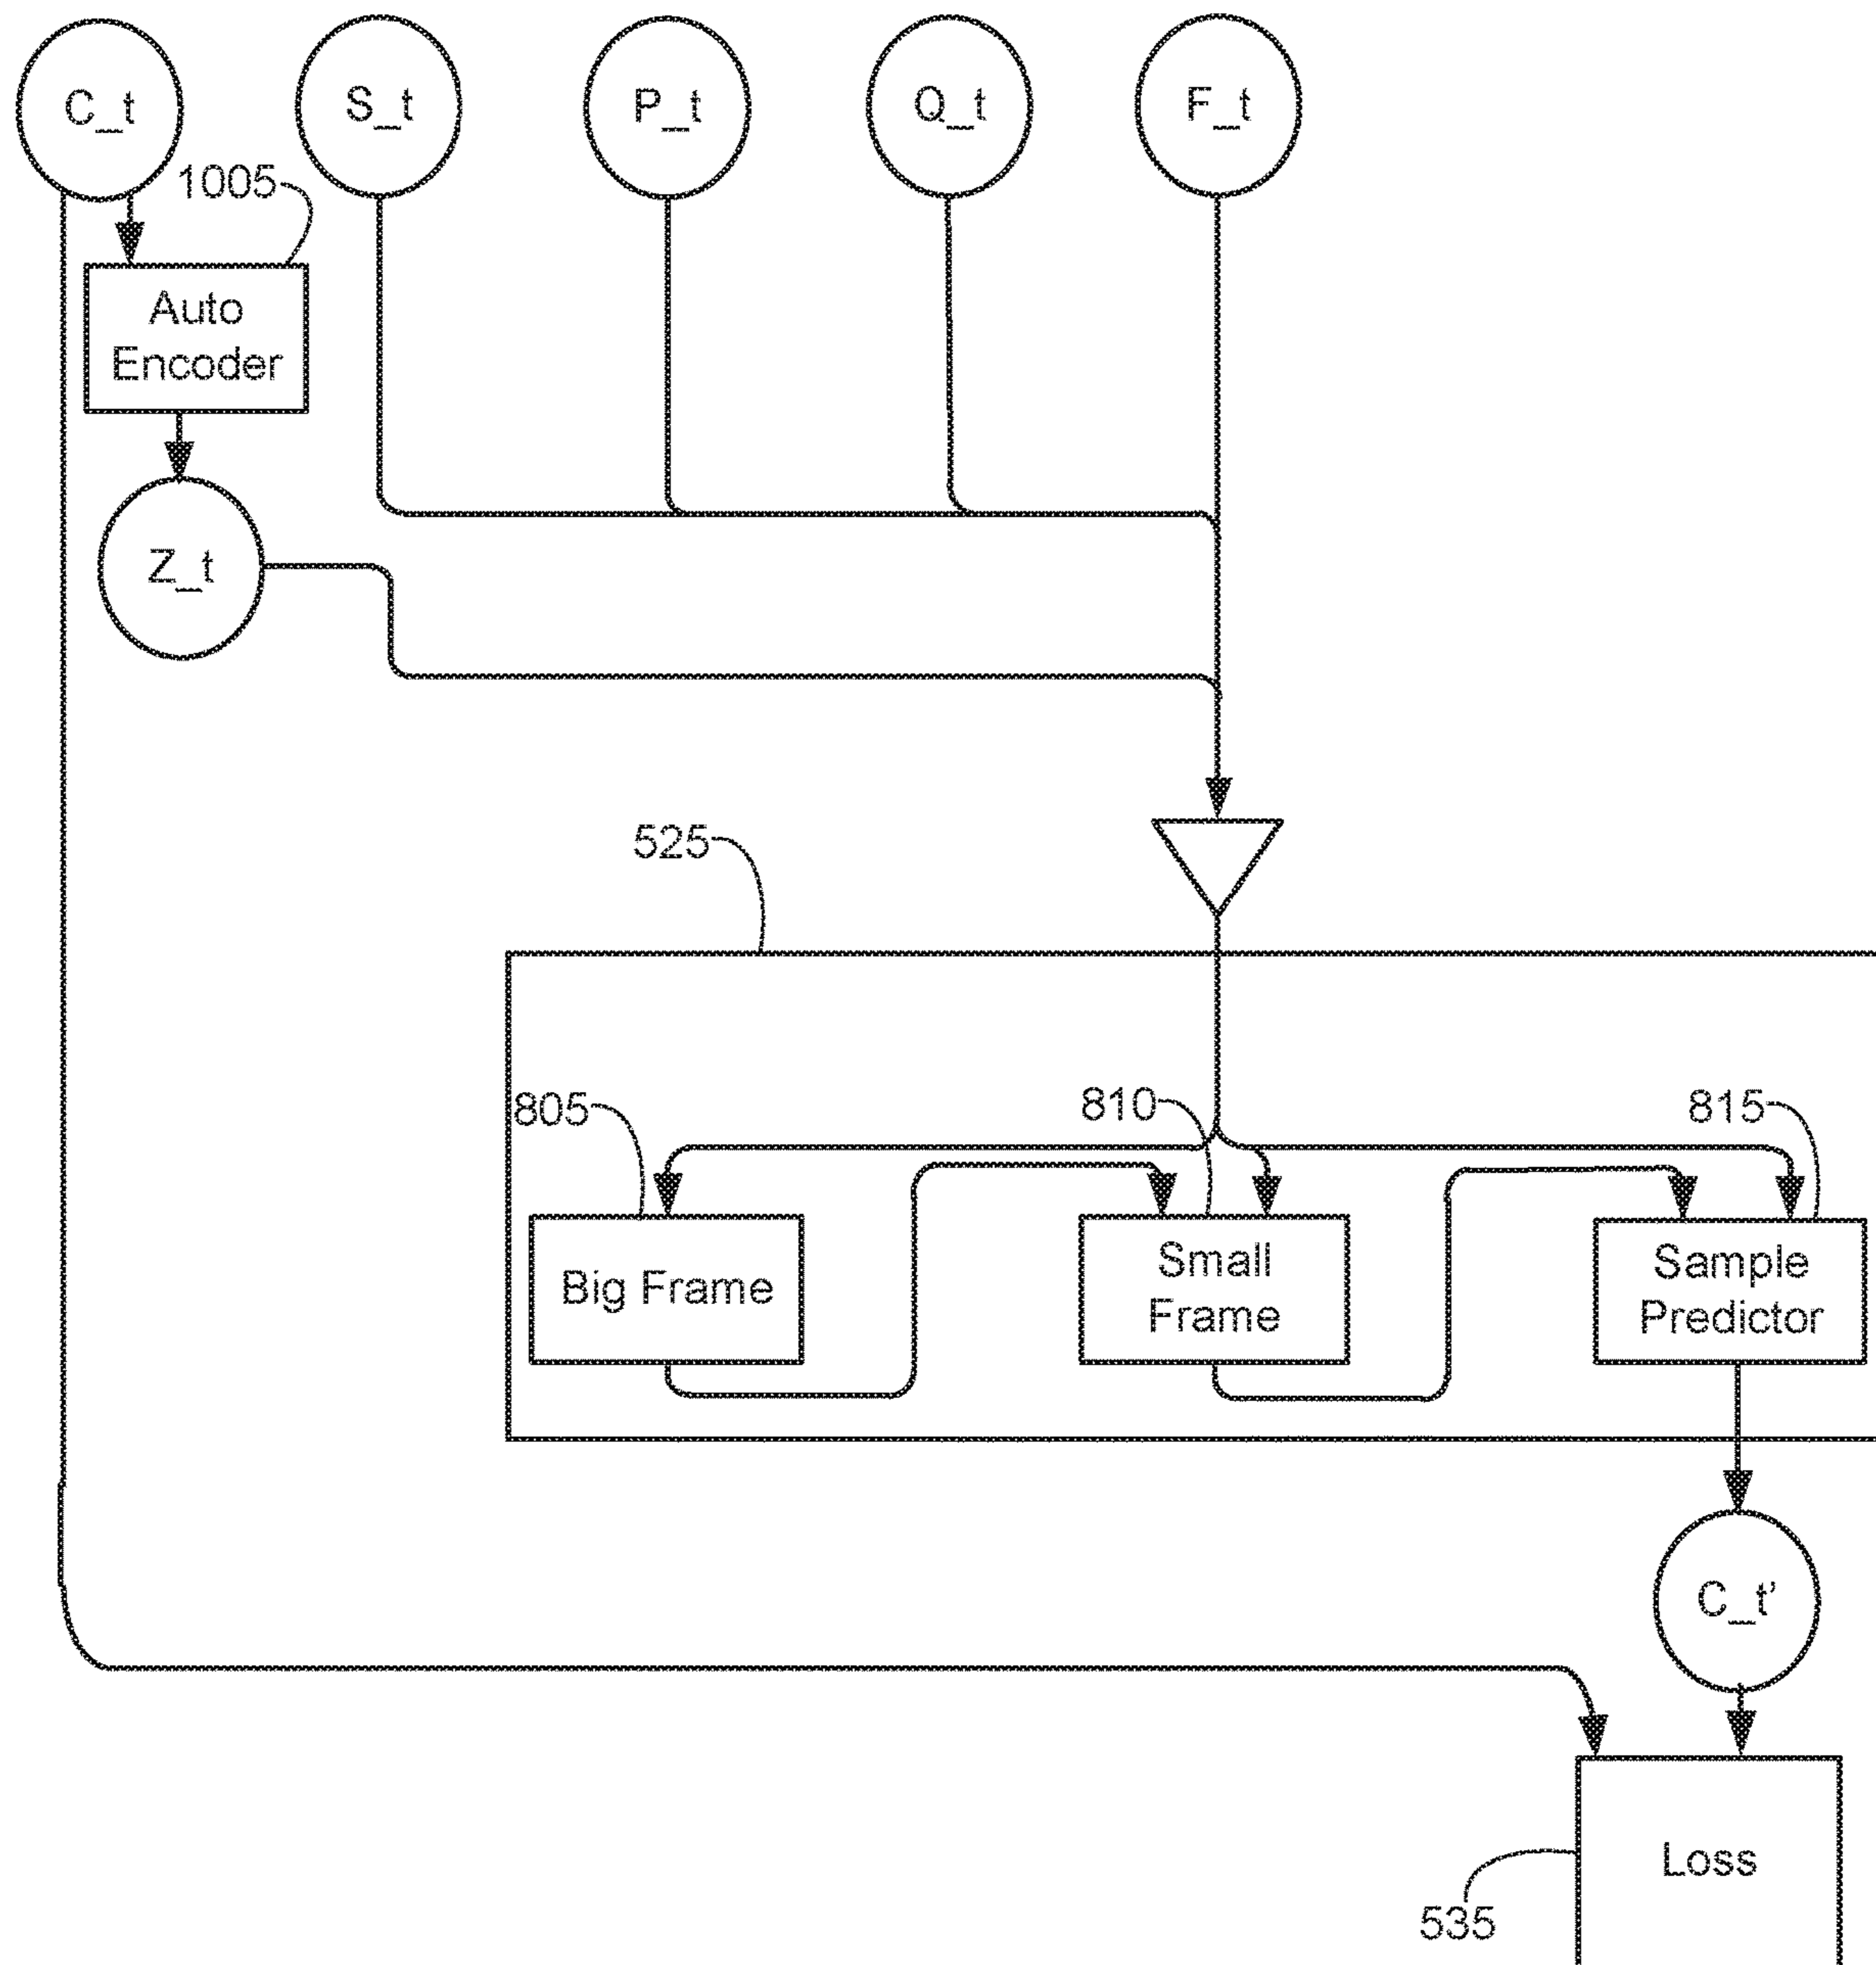 C_t
S_t
P_t
Q_t
F_t
1005
Auto
Encoder
Z_t
525
805
810
815
Big Frame
Small
Frame
Sample
Predictor
C_t’
Loss
535